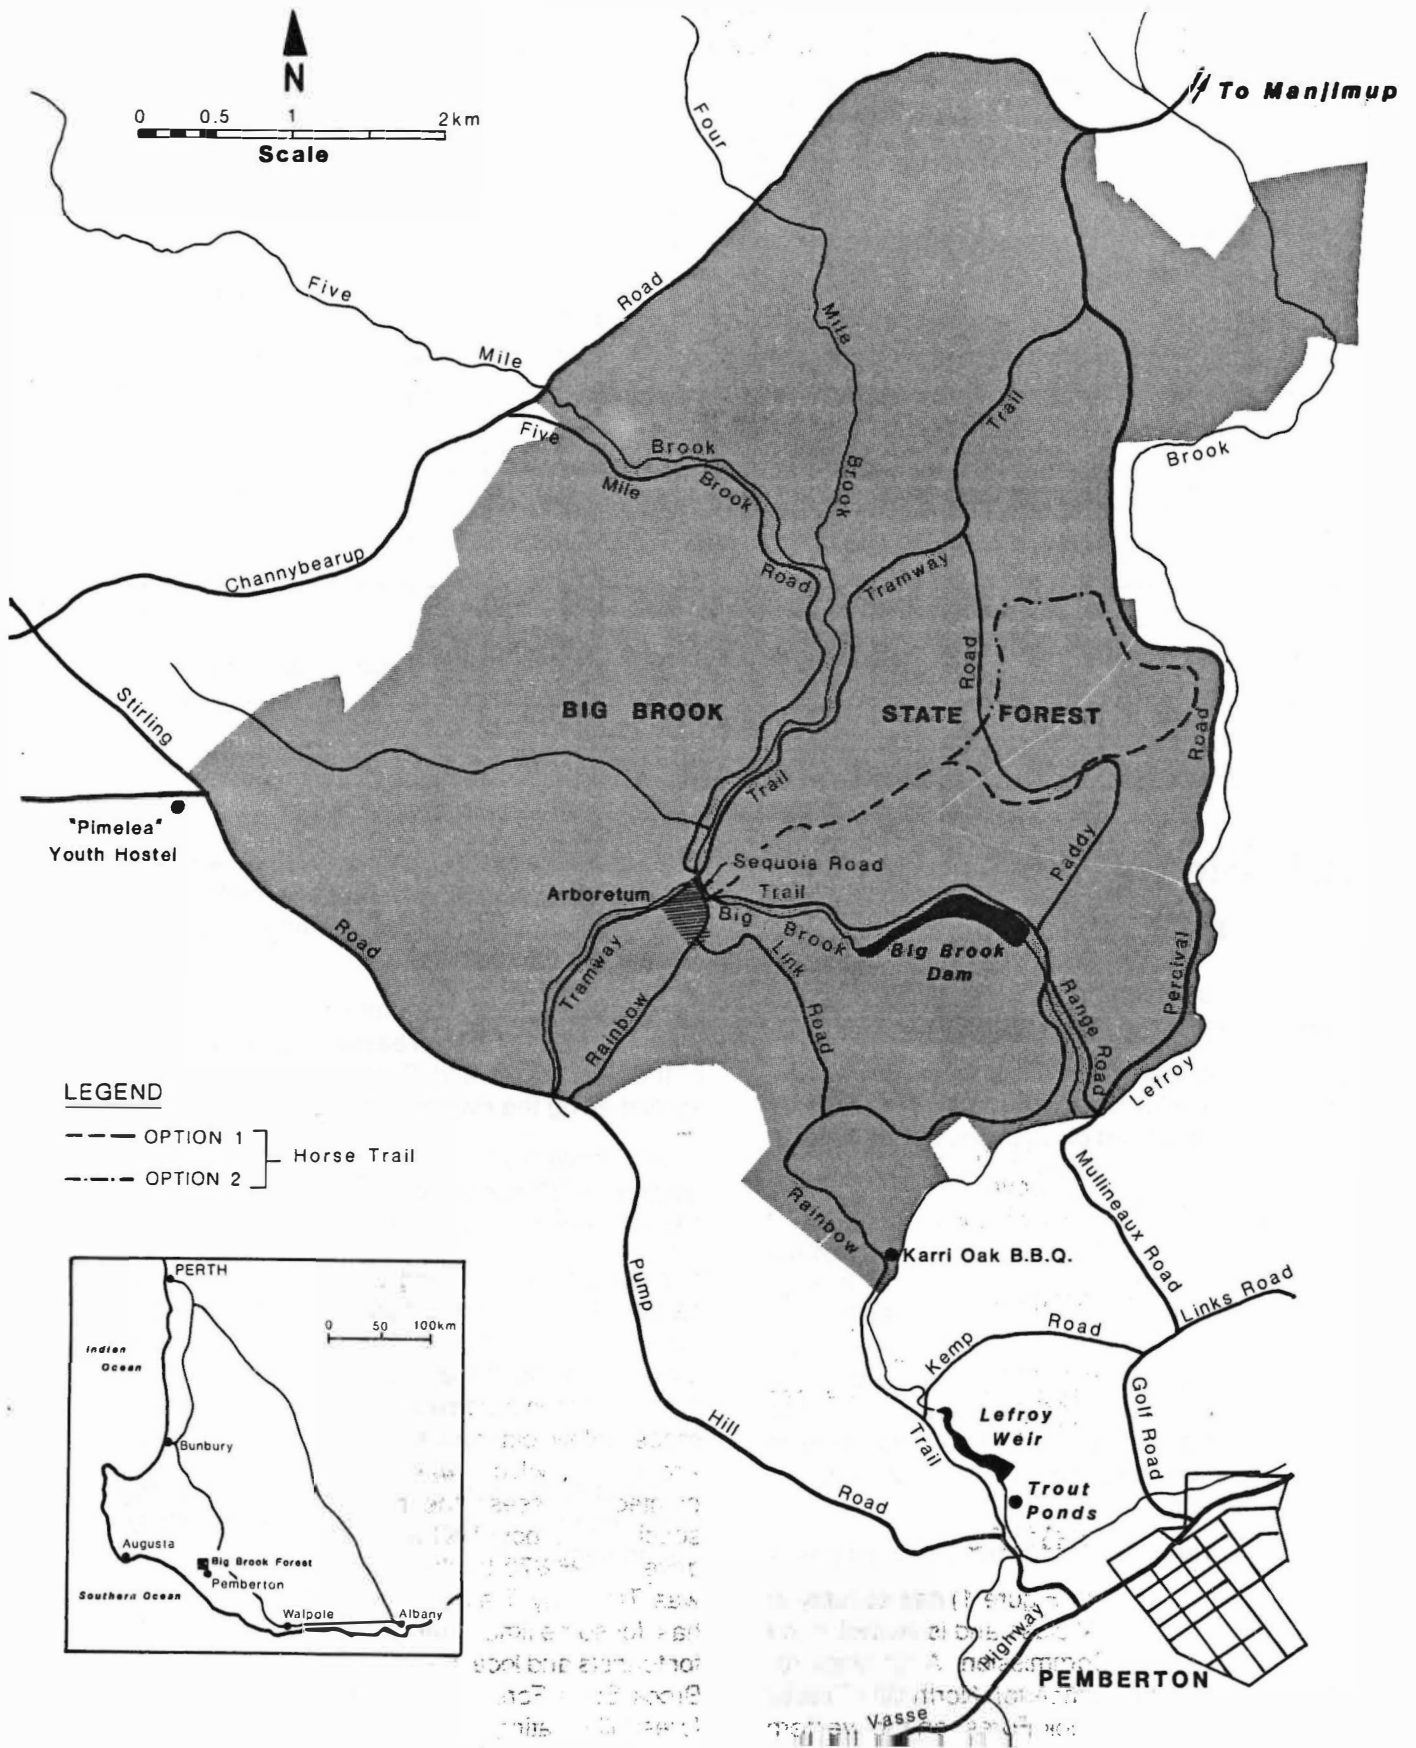 N
0 0.5 1 2km
Scale
To Manjimup
Four
Mile
Brook
Five
Mile
Brook
Road
Channybearup
Five
Mile
Brook
Road
Trail
Tramway
Trail
Brook
Stirling
Road
BIG BROOK STATE FOREST
Road
Road
"Pimelea"
Youth Hostel
Sequoia Road
Arboretum
Trail
Big
Brook
Big Brook
Dam
Link
Road
Paddy
Tramway
Rainbow
Range
Road
Percival
Lefroy
LEGEND
OPTION 1
OPTION 2
Horse Trail
Rainbow
Karri Oak B.B.Q.
Mullineaux Road
Links Road
Kemp
Road
Golf Road
Pump
Hill
Road
Trail
Lefroy
Weir
Trout
Ponds
Highway
Vasse
PEMBERTON
PERTH
0 50 100km
Indian
Ocean
Bunbury
Augusta
Big Brook Forest
Pemberton
Southern Ocean
Walpole
Albany